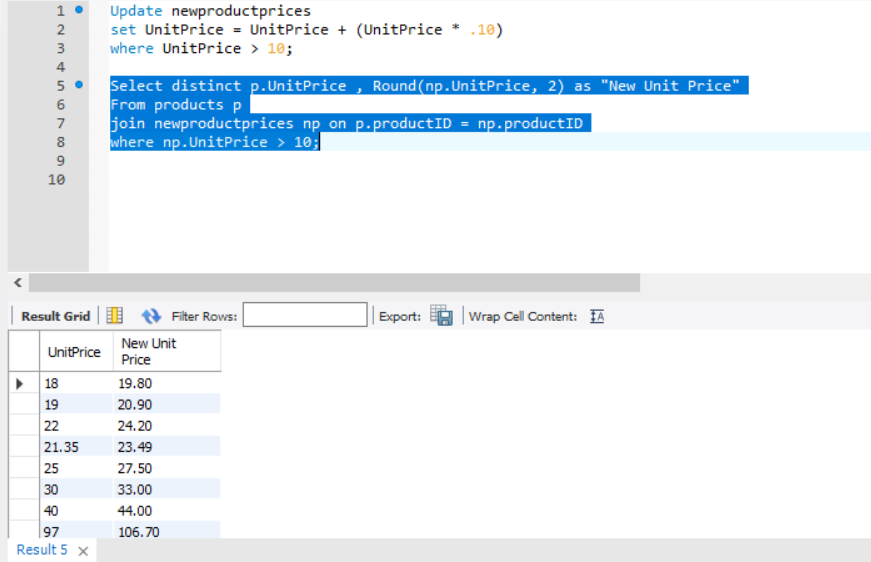 1 Update newproductprices
2 set UnitPrice = UnitPrice + (UnitPrice * .10)
3 where UnitPrice > 10;
4
5 Select distinct p.UnitPrice , Round(np.UnitPrice, 2) as "New Unit Price"
6 From products p
7 join newproductprices np on p.productID = np.productID
8 where np.UnitPrice > 10;
9
10
Result Grid Filter Rows: Export: Wrap Cell Content: IA
UnitPrice New Unit
Price
18 19.80
19 20.90
22 24.20
21.35 23.49
25 27.50
30 33.00
40 44.00
97 106.70
Result 5